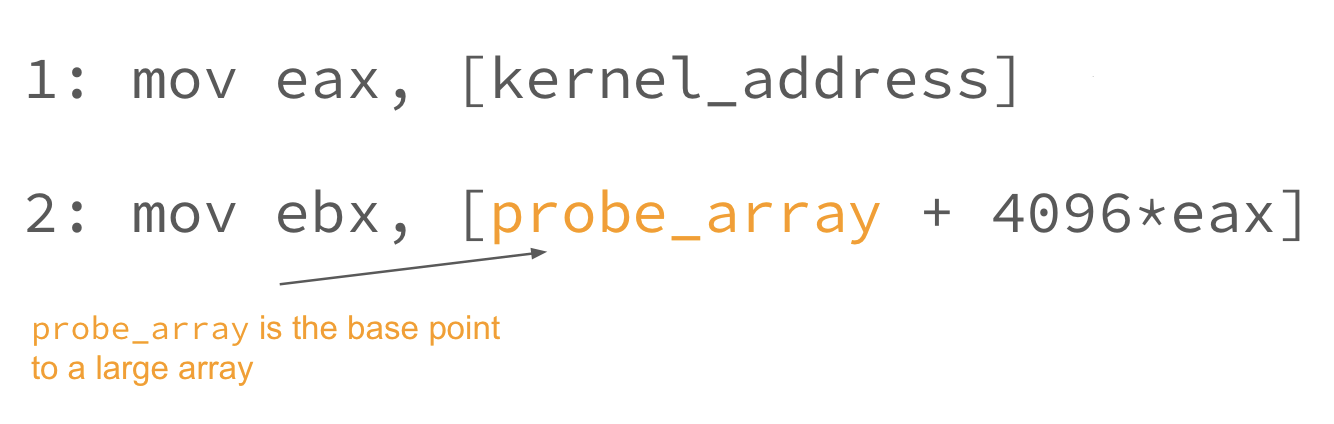 1: mov eax, [kernel_address]
2: mov ebx, [probe_array + 4096*eax]
probe_array is the base point
to a large array